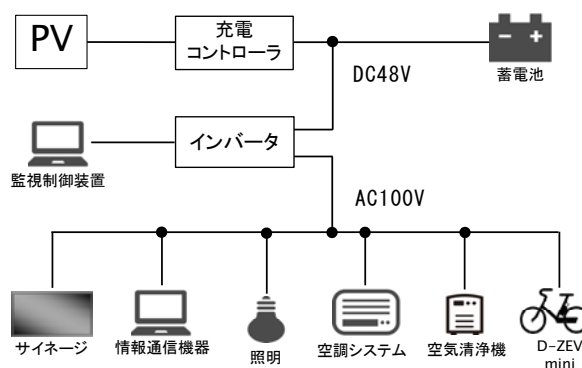 PV
充電
コントローラ
DC48V
蓄電池
インバータ
監視制御装置
AC100V
サイネージ
情報通信機器
照明
空調システム
空気清浄機
D-ZEV
mini